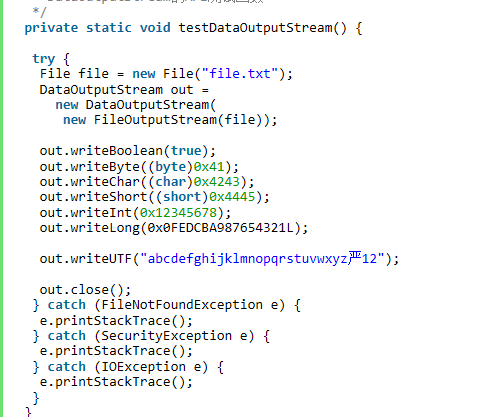 */
private static void testDataOutputStream() {
try {
File file = new File("file.txt");
DataOutputStream out =
new DataOutputStream(
new FileOutputStream(file));
out.writeBoolean(true);
out.writeByte((byte)0x41);
out.writeChar((char)0x4243);
out.writeShort((short)0x4445);
out.writeInt(0x12345678);
out.writeLong(0x0FEDCBA987654321L);
out.writeUTF("abcdefghijklmnopqrstuvwxyz严12");
out.close();
} catch (FileNotFoundException e) {
e.printStackTrace();
} catch (SecurityException e) {
e.printStackTrace();
} catch (IOException e) {
e.printStackTrace();
}
}